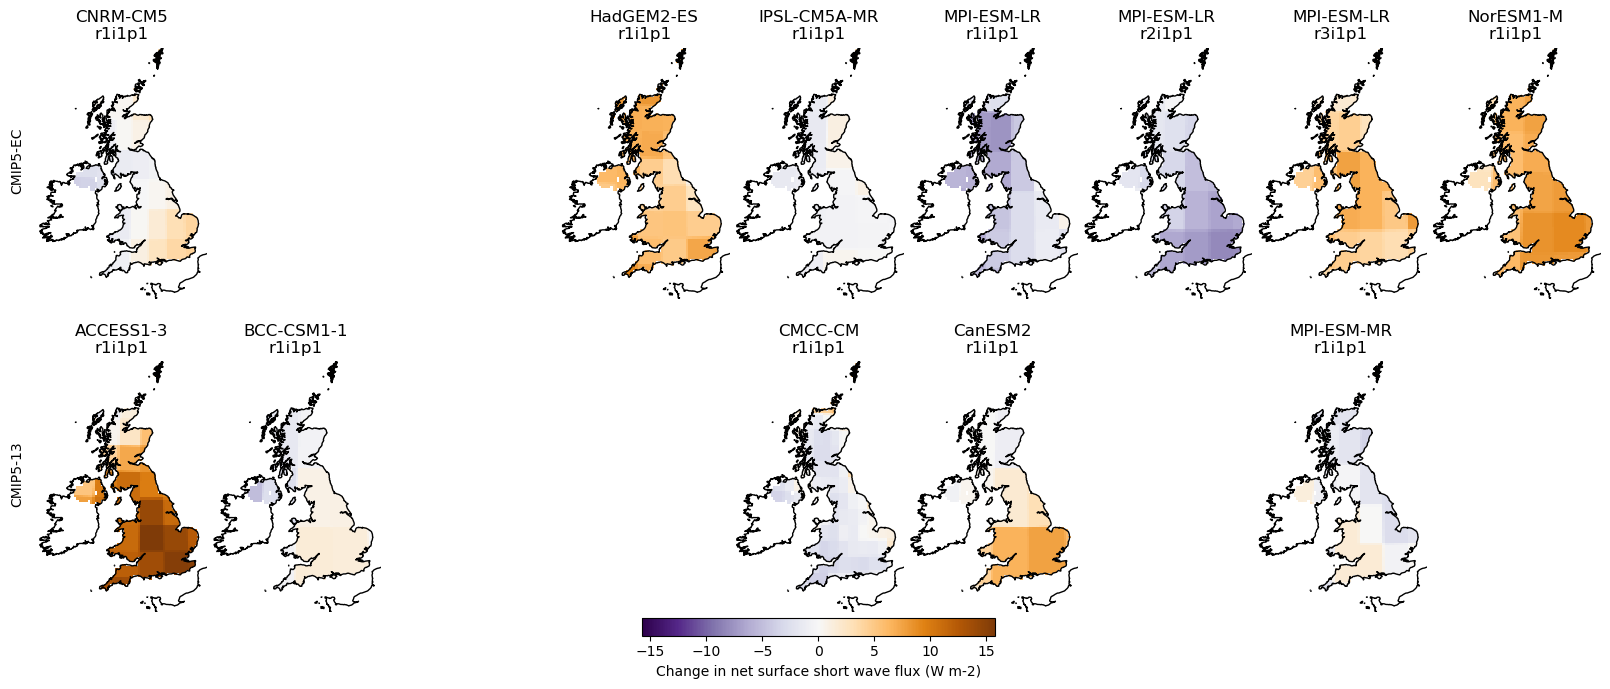 CNRM-CM5
r1i1p1
HadGEM2-ES
r1i1p1
IPSL-CM5A-MR
r1i1p1
MPI-ESM-LR
r1i1p1
MPI-ESM-LR
r2i1p1
MPI-ESM-LR
r3i1p1
NorESM1-M
r1i1p1
CMIP5-EC
ACCESS1-3
r1i1p1
BCC-CSM1-1
r1i1p1
CMCC-CM
r1i1p1
CanESM2
r1i1p1
MPI-ESM-MR
r1i1p1
CMIP5-13
−15 −10 −5 0 5 10 15
Change in net surface short wave flux (W m-2)